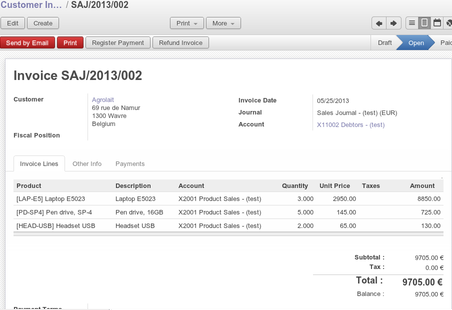 Customer In... / SAJ/2013/002
Edit Create Print More
Send by Email Print Register Payment Refund Invoice Draft Open
Invoice SAJ/2013/002
Customer Agrolait
69 rue de Namur
1300 Wavre
Belgium
Fiscal Position
Invoice Date 05/25/2013
Journal Sales Journal - (test) (EUR)
Account X11002 Debtors - (test)
Invoice Lines Other Info Payments
Product Description Account Quantity Unit Price Taxes Amount
[LAP-E5] Laptop E5023 Laptop E5023 X2001 Product Sales - (test) 3.000 2950.00 8850.00
[PD-SP4] Pen drive, SP-4 Pen drive, 16GB X2001 Product Sales - (test) 5.000 145.00 725.00
[HEAD-USB] Headset USB Headset USB X2001 Product Sales - (test) 2.000 65.00 130.00
Subtotal : 9705.00 €
Tax : 0.00 €
Total : 9705.00 €
Balance : 9705.00 €